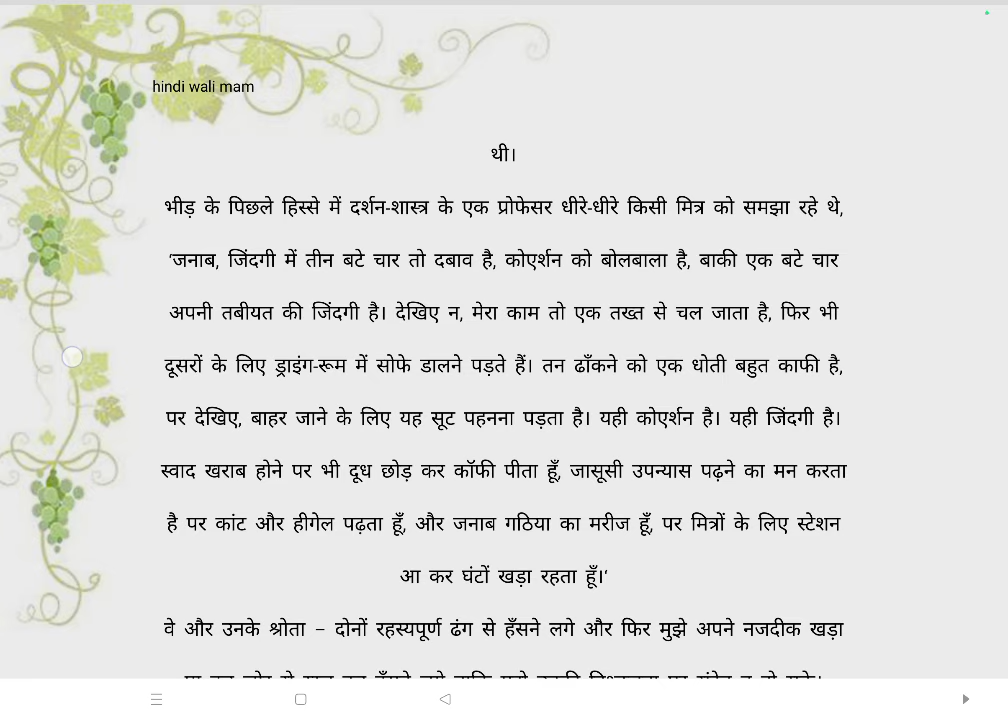 hindi wali mam
थी।
भीड़ के पिछले हिस्से में दर्शन-शास्त्र के एक प्रोफेसर धीरे-धीरे किसी मित्र को समझा रहे थे,
‘जनाब, जिंदगी में तीन बटे चार तो दबाव है, कोएर्शन को बोलबाला है, बाकी एक बटे चार
अपनी तबीयत की जिंदगी है। देखिए न, मेरा काम तो एक तख्त से चल जाता है, फिर भी
दूसरों के लिए ड्राइंग-रूम में सोफे डालने पड़ते हैं। तन ढाँकने को एक धोती बहुत काफी है,
पर देखिए, बाहर जाने के लिए यह सूट पहनना पड़ता है। यही कोएर्शन है। यही जिंदगी है।
स्वाद खराब होने पर भी दूध छोड़ कर कॉफी पीता हूँ, जासूसी उपन्यास पढ़ने का मन करता
है पर कांट और हीगेल पढ़ता हूँ, और जनाब गठिया का मरीज हूँ, पर मित्रों के लिए स्टेशन
आ कर घंटों खड़ा रहता हूँ।’
वे और उनके श्रोता – दोनों रहस्यपूर्ण ढंग से हँसने लगे और फिर मुझे अपने नजदीक खड़ा